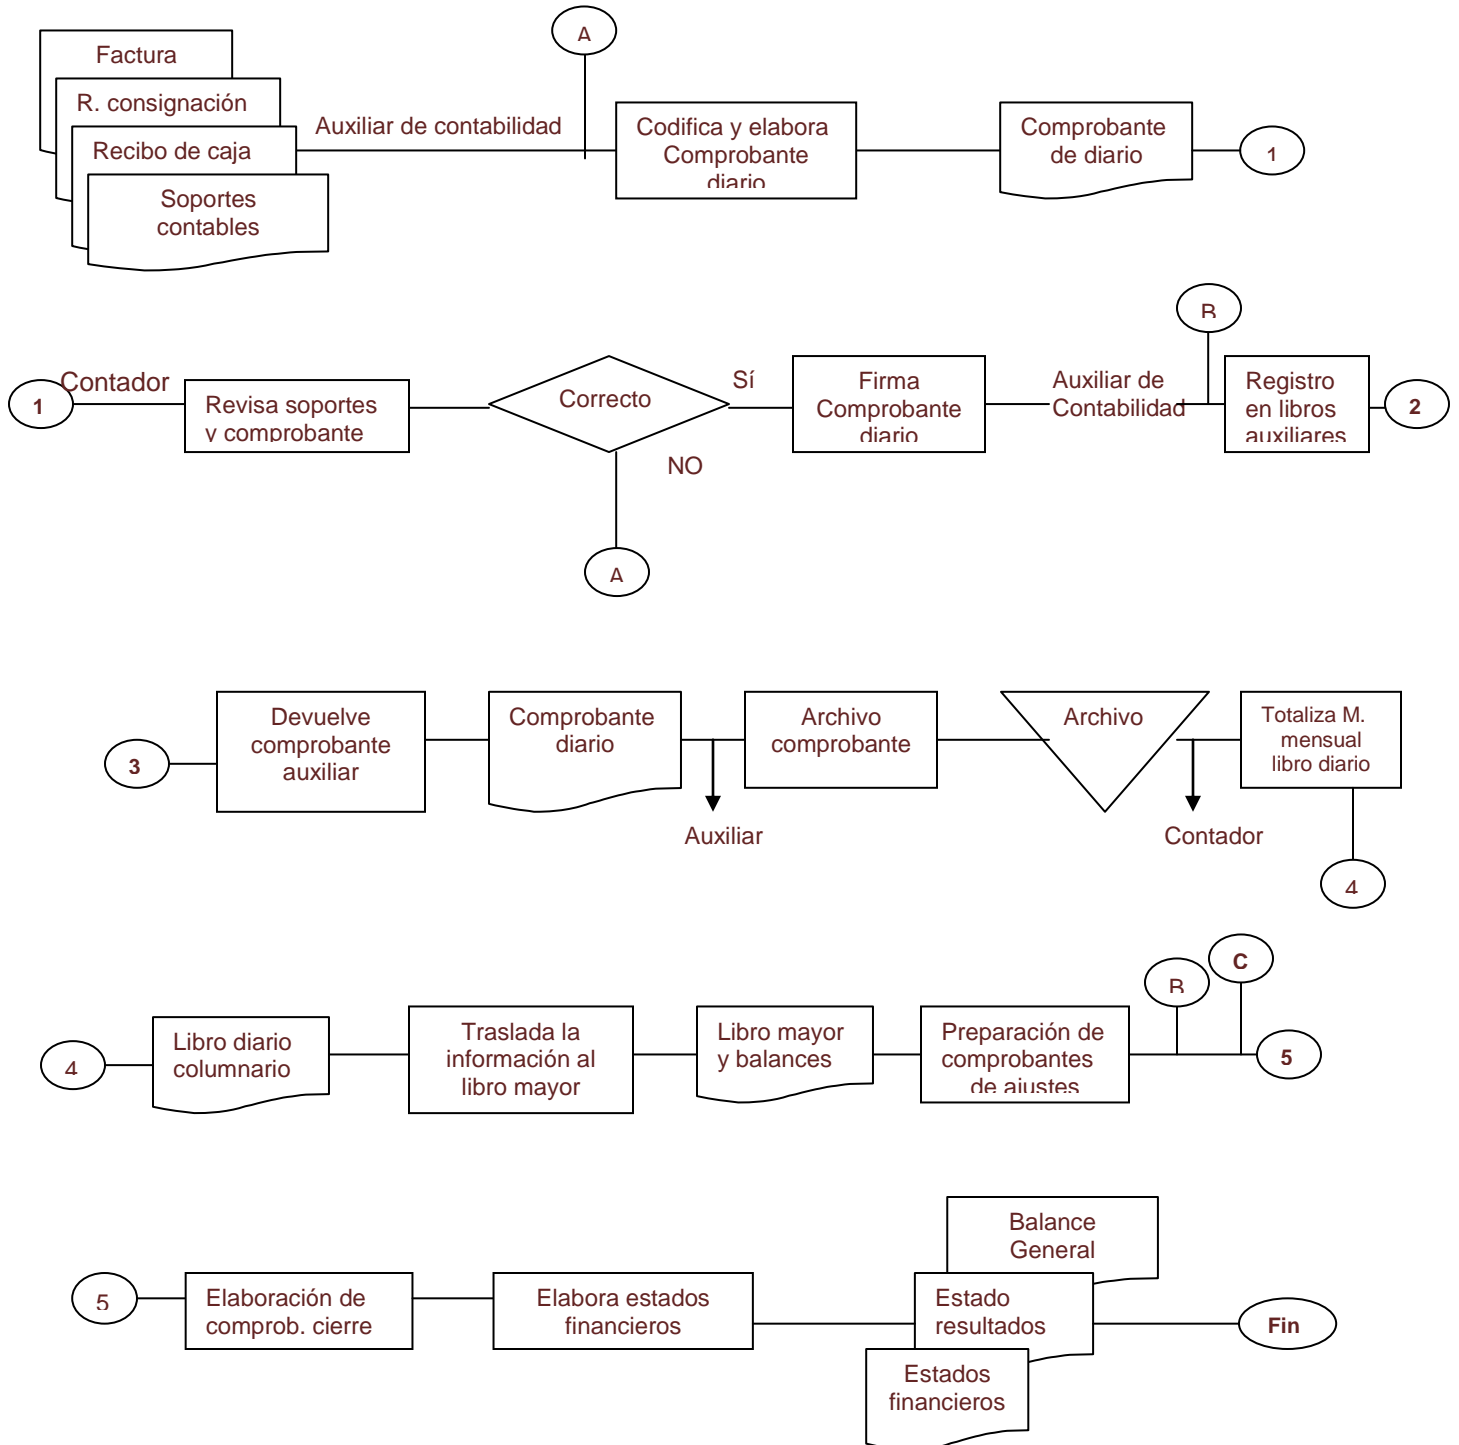 A
Factura
R. consignación
Recibo de caja
Soportes
contables
Auxiliar de contabilidad
Codifica y elabora
Comprobante
diario
Comprobante
de diario
1
B
1
Contador
Revisa soportes
y comprobante
Correcto
Sí
NO
A
Firma
Comprobante
diario
Auxiliar de
Contabilidad
Registro
en libros
auxiliares
2
3
Devuelve
comprobante
auxiliar
Comprobante
diario
Auxiliar
Archivo
comprobante
Archivo
Contador
Totaliza M.
mensual
libro diario
4
4
Libro diario
columnario
Traslada la
información al
libro mayor
Libro mayor
y balances
Preparación de
comprobantes
de ajustes
B
C
5
5
Elaboración de
comprob. cierre
Elabora estados
financieros
Balance
General
Estado
resultados
Estados
financieros
Fin